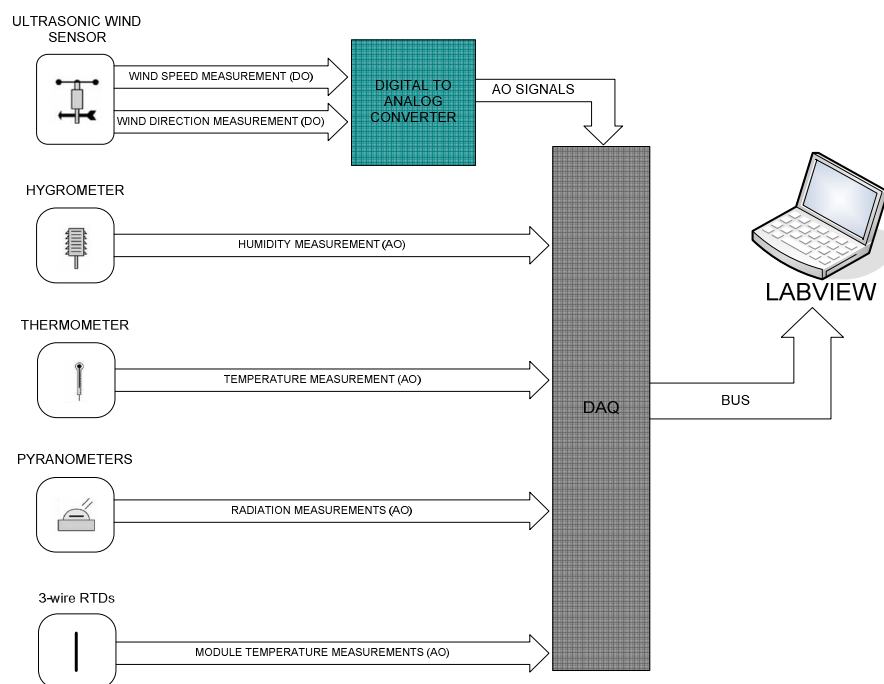 ULTRASONIC WIND
SENSOR
WIND SPEED MEASUREMENT (DO)
WIND DIRECTION MEASUREMENT (DO)
DIGITAL TO
ANALOG
CONVERTER
AO SIGNALS
HYGROMETER
HUMIDITY MEASUREMENT (AO)
LABVIEW
THERMOMETER
TEMPERATURE MEASUREMENT (AO)
DAQ
BUS
PYRANOMETERS
RADIATION MEASUREMENTS (AO)
3-wire RTDs
MODULE TEMPERATURE MEASUREMENTS (AO)